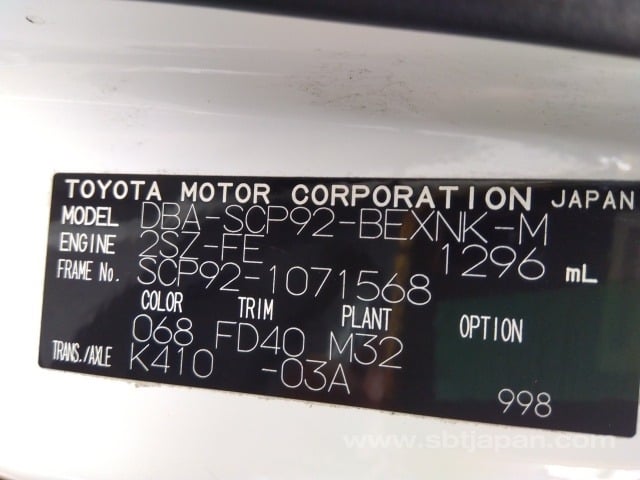 TOYOTA MOTOR CORPORATION JAPAN
MODEL DBA-SCP92-BEXNK-M
ENGINE 2SZ-FE 1296 mL
FRAME No. SCP92-1071568
COLOR TRIM PLANT OPTION
068 FD40 M32
TRANS./AXLE K410 -03A
998
www.sbtjapan.com